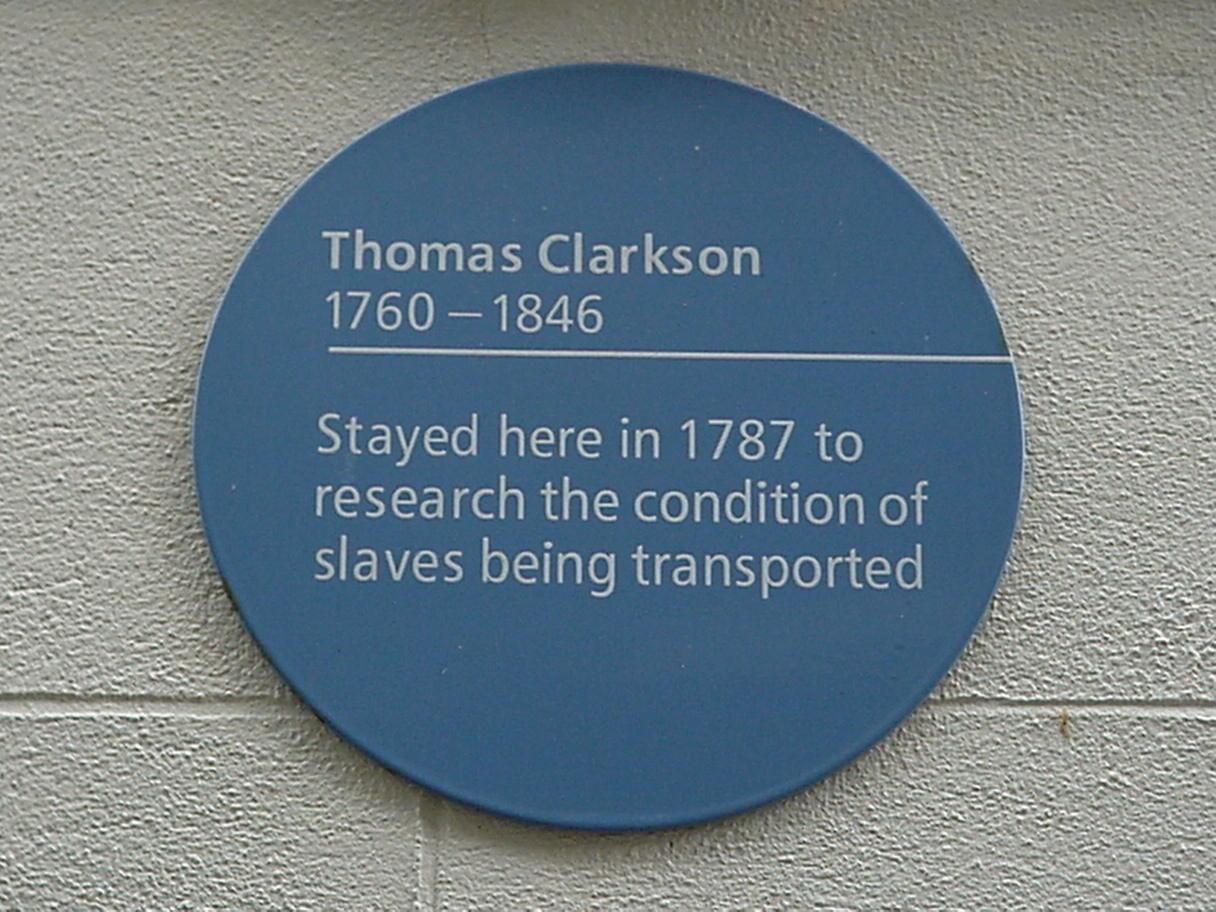 Thomas Clarkson
1760 – 1846
Stayed here in 1787 to
research the condition of
slaves being transported